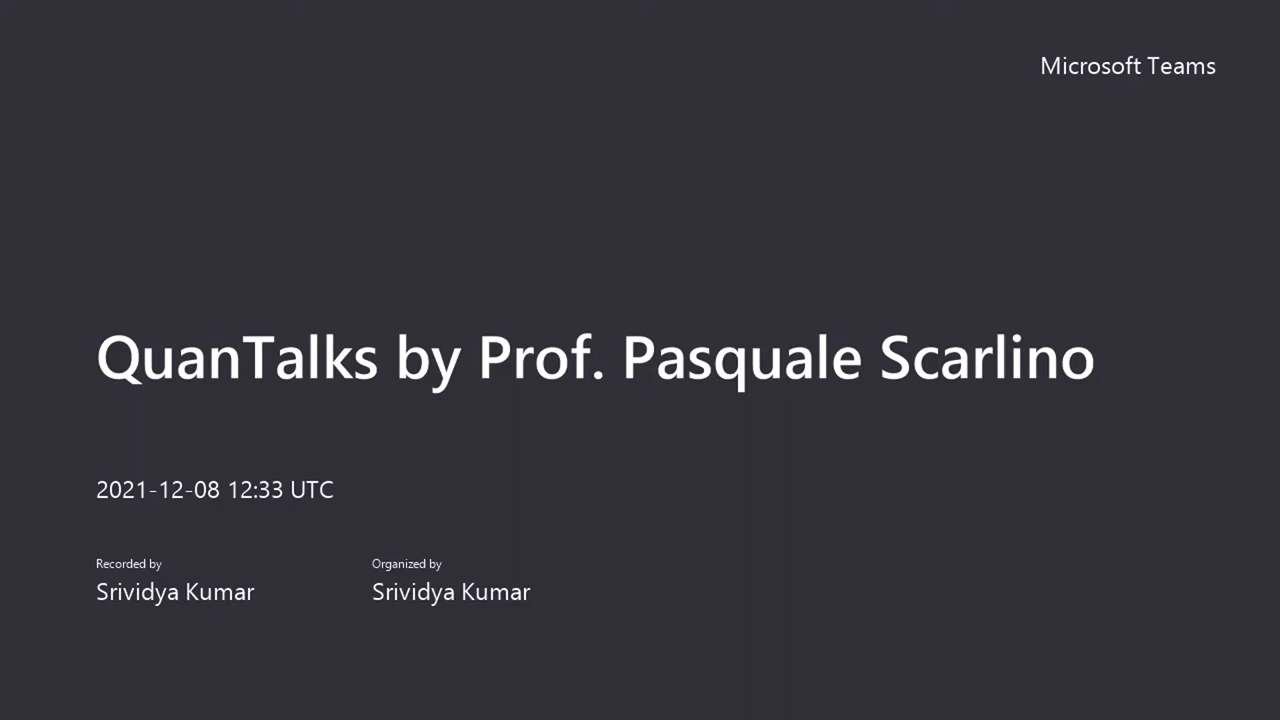 Microsoft Teams
QuanTalks by Prof. Pasquale Scarlino
2021-12-08 12:33 UTC
Recorded by
Srividya Kumar
Organized by
Srividya Kumar